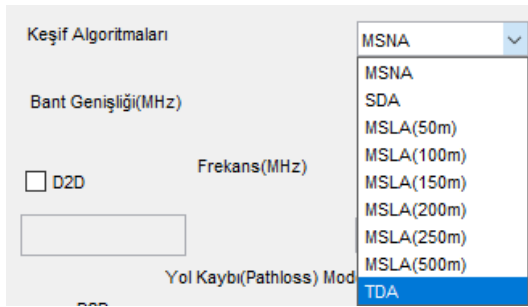 Keşif Algoritmaları
MSNA
MSNA
SDA
Bant Genişliği(MHz)
MSLA(50m)
MSLA(100m)
Frekans(MHz)
MSLA(150m)
D2D
MSLA(200m)
MSLA(250m)
MSLA(500m)
Yol Kaybı(Pathloss)
TDA